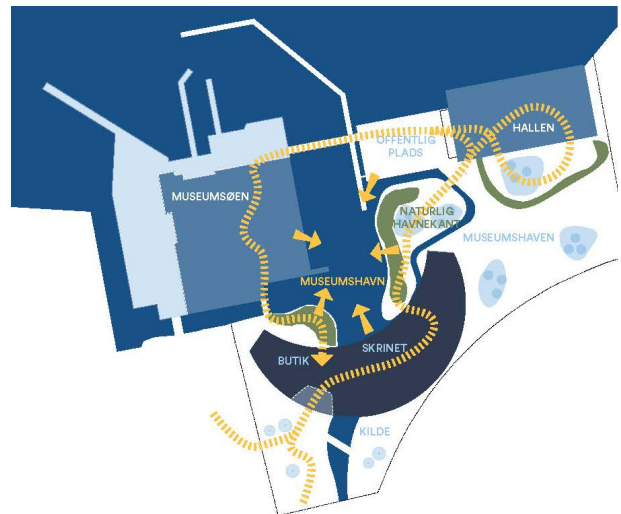 HALLEN
OFFENTLIG
PLADS
MUSEUMSØEN
NATURLIG
HAVNEKANT
MUSEUMSHAVEN
MUSEUMSHAVN
SKRINET
BUTIK
KILDE